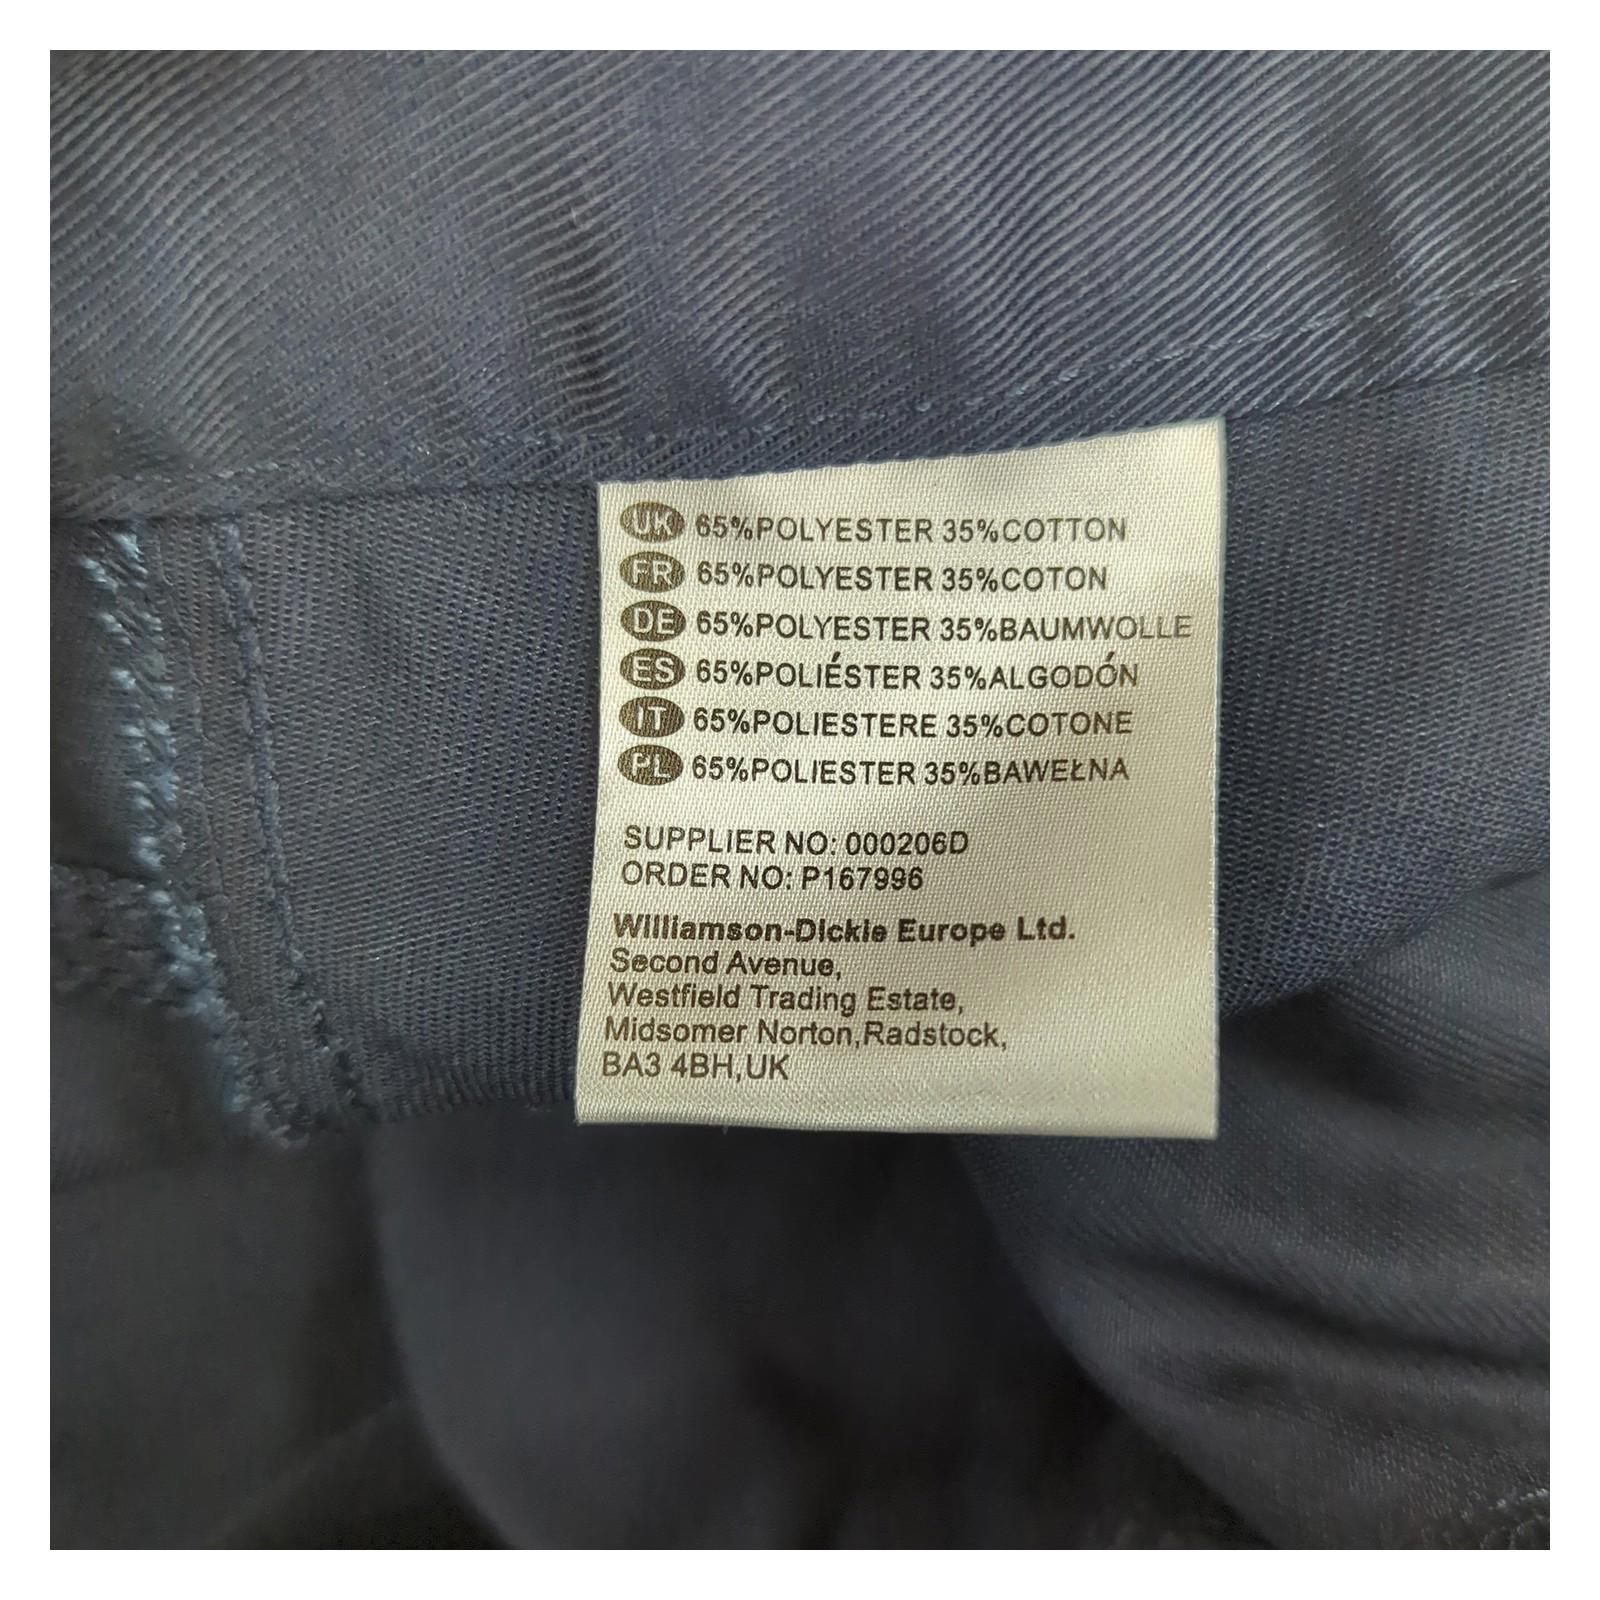 UK 65%POLYESTER 35%COTTON
FR 65%POLYESTER 35%COTON
DE 65%POLYESTER 35%BAUMWOLLE
ES 65%POLIÉSTER 35%ALGODÓN
IT 65%POLIESTERE 35%COTONE
PL 65%POLIESTER 35%BAWEŁNA
SUPPLIER NO: 000206D
ORDER NO: P167996
Williamson-Dickie Europe Ltd.
Second Avenue,
Westfield Trading Estate,
Midsomer Norton,Radstock,
BA3 4BH,UK